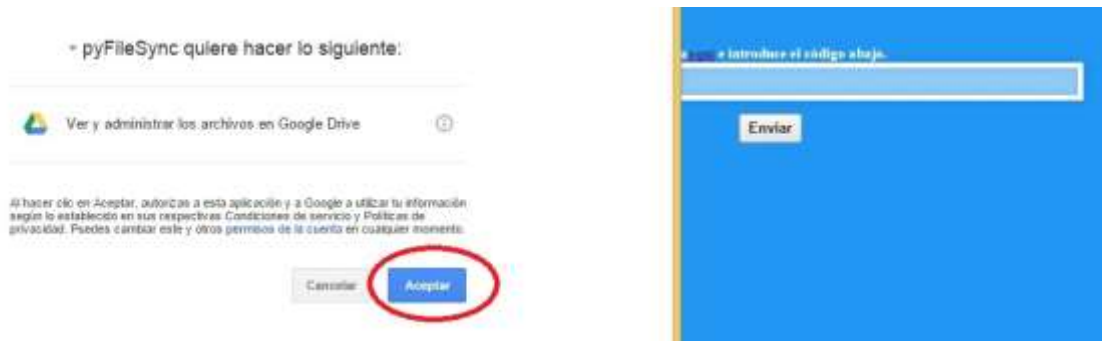 pyFileSync quiere hacer lo siguiente:
Ver y administrar los archivos en Google Drive
Al hacer clic en Aceptar, autorizas a esta aplicación y a Google a utilizar tu información
según lo establecido en sus respectivas Condiciones de servicio y Políticas de
privacidad. Puedes cambiar este y otros permisos de la cuenta en cualquier momento.
Cancelar
Aceptar
e introduce el código abajo.
Enviar